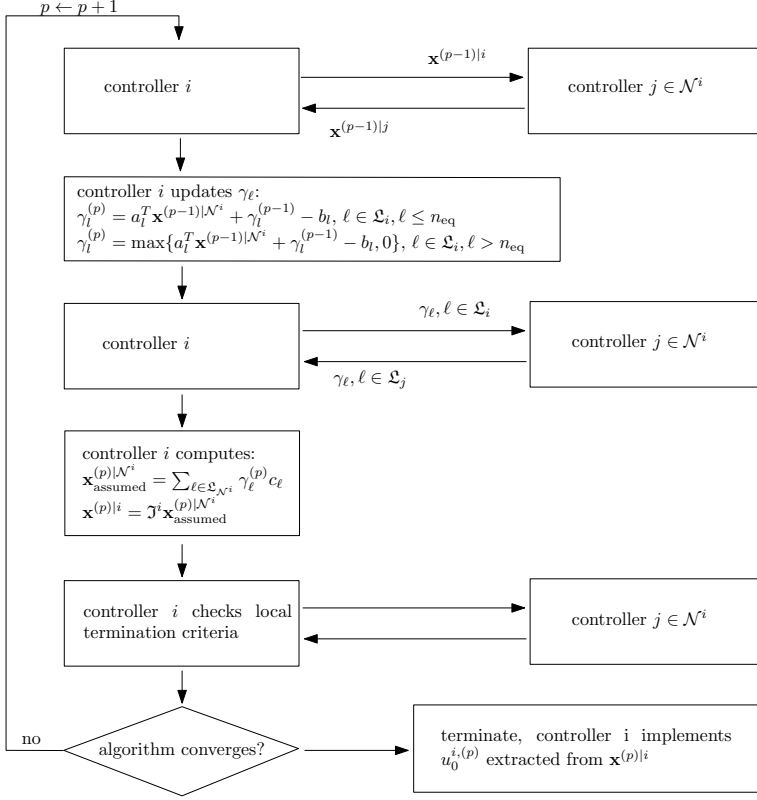 p ← p + 1
controller i
x^{(p−1)|i}
controller j ∈ 𝒩^i
x^{(p−1)|j}
controller i updates γ_ℓ:
γ_l^{(p)} = a_l^T x^{(p−1)|𝒩^i} + γ_l^{(p−1)} − b_l, ℓ ∈ 𝔏_i, ℓ ≤ n_eq
γ_l^{(p)} = max{a_l^T x^{(p−1)|𝒩^i} + γ_l^{(p−1)} − b_l, 0}, ℓ ∈ 𝔏_i, ℓ > n_eq
controller i
γ_ℓ, ℓ ∈ 𝔏_i
controller j ∈ 𝒩^i
γ_ℓ, ℓ ∈ 𝔏_j
controller i computes:
x_assumed^{(p)|𝒩^i} = ∑_{ℓ∈𝔏_{𝒩^i}} γ_ℓ^{(p)} c_ℓ
x^{(p)|i} = ℑ^i x_assumed^{(p)|𝒩^i}
controller i checks local
termination criteria
controller j ∈ 𝒩^i
no
algorithm converges?
terminate, controller i implements
u_0^{i,(p)} extracted from x^{(p)|i}